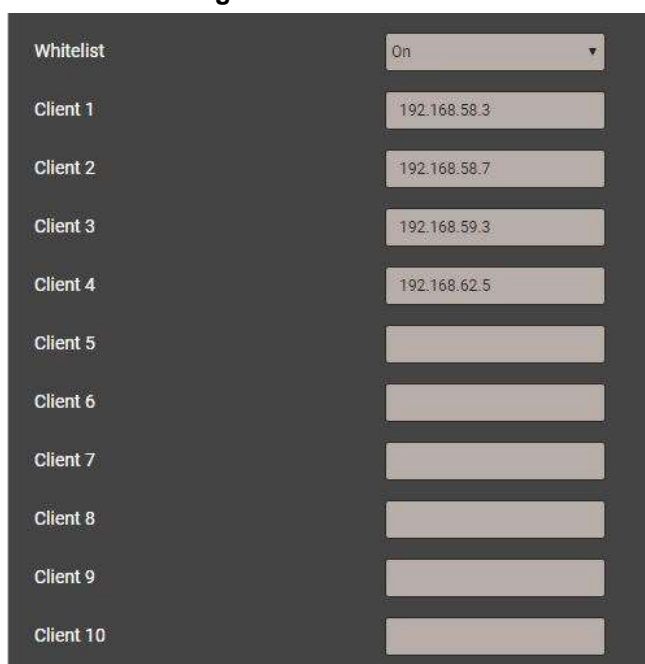 Whitelist On
Client 1 192.168.58.3
Client 2 192.168.58.7
Client 3 192.168.59.3
Client 4 192.168.62.5
Client 5
Client 6
Client 7
Client 8
Client 9
Client 10